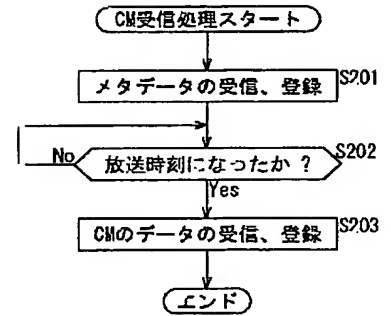 CM受信処理スタート
メタデータの受信、登録
S201
No
放送時刻になったか ?
S202
Yes
CMのデータの受信、登録
S203
エンド